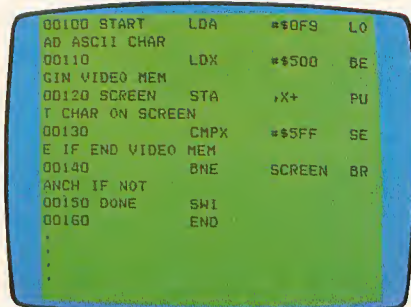 00100 START LDA #$0F9 LO
AD ASCII CHAR
00110 LDX #$500 BE
GIN VIDEO MEM
00120 SCREEN STA ,X+ PU
T CHAR ON SCREEN
00130 CMPX #$5FF SE
E IF END VIDEO MEM
00140 BNE SCREEN BR
ANCH IF NOT
00150 DONE SWI
00160 END
.
.
.
.